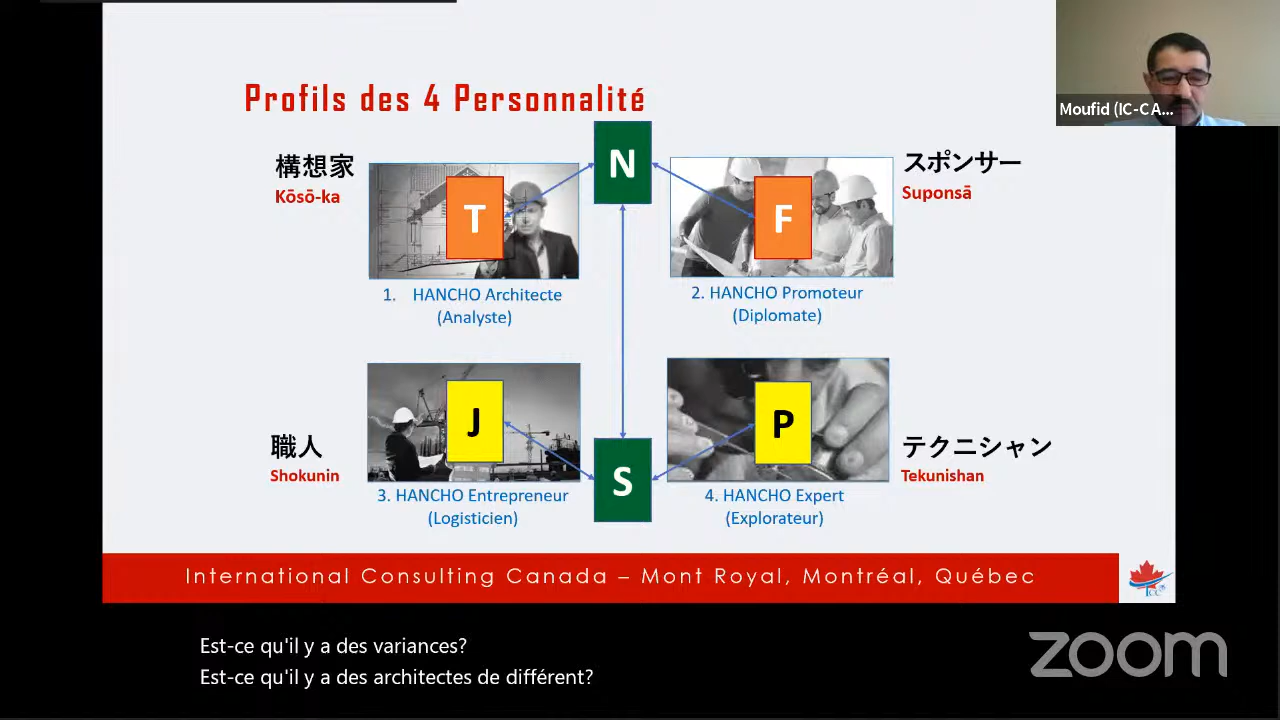 Profils des 4 Personnalité
Moufid (IC-CA...
N
構想家
Kōsō-ka
T
F
スポンサー
Suponsā
1. HANCHO Architecte
(Analyste)
2. HANCHO Promoteur
(Diplomate)
職人
Shokunin
J
P
テクニシャン
Tekunishan
S
3. HANCHO Entrepreneur
(Logisticien)
4. HANCHO Expert
(Explorateur)
International Consulting Canada – Mont Royal, Montréal, Québec
ICC
Est-ce qu'il y a des variances?
Est-ce qu'il y a des architectes de différent?
zoom